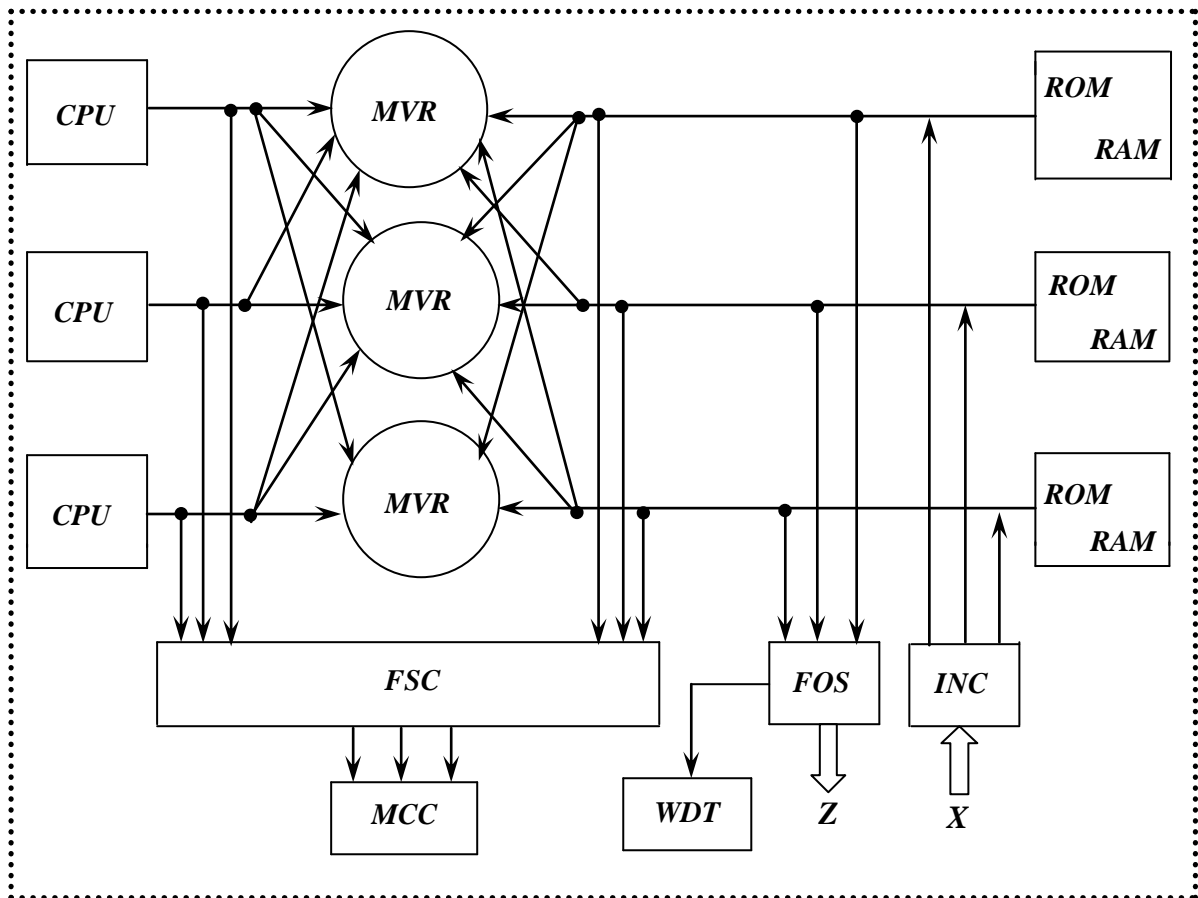 CPU
MVR
ROM
RAM
CPU
MVR
ROM
RAM
CPU
MVR
ROM
RAM
FSC
FOS
INC
MCC
WDT
Z
X